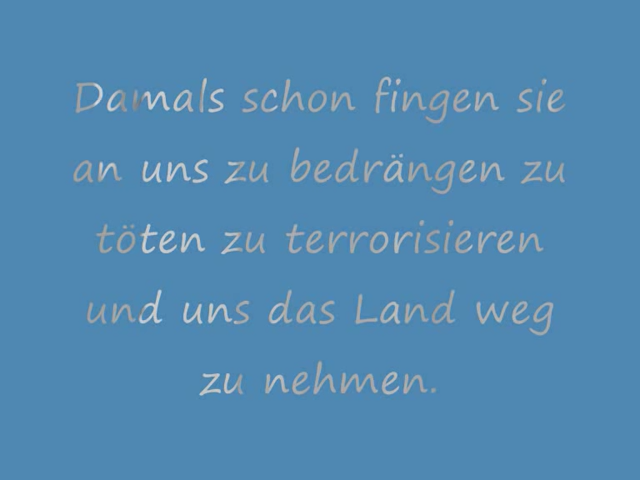 Damals schon fingen sie
an uns zu bedrängen zu
töten zu terrorisieren
und uns das Land weg
zu nehmen.